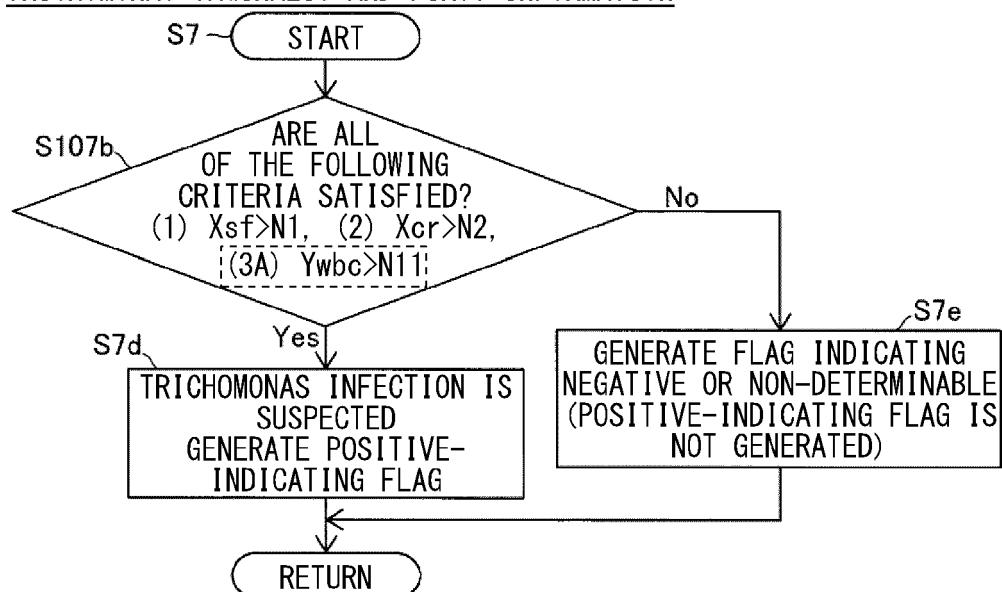 S7
START
S107b
ARE ALL
OF THE FOLLOWING
CRITERIA SATISFIED?
(1) Xsf>N1, (2) Xcr>N2,
(3A) Ywbc>N11
No
Yes
S7d
TRICHOMONAS INFECTION IS
SUSPECTED
GENERATE POSITIVE-
INDICATING FLAG
S7e
GENERATE FLAG INDICATING
NEGATIVE OR NON-DETERMINABLE
(POSITIVE-INDICATING FLAG IS
NOT GENERATED)
RETURN